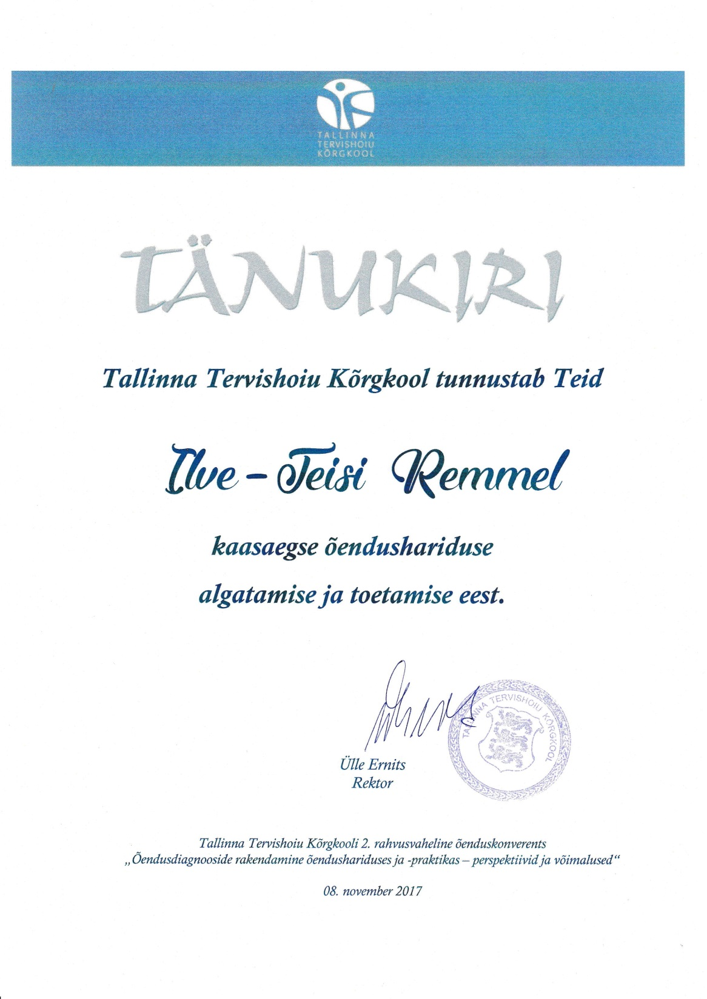 TALLINNA
TERVISHOIU
KÕRGKOOL
TÄNUKIRI
Tallinna Tervishoiu Kõrgkool tunnustab Teid
Ilve – Teisi Remmel
kaasaegse õendushariduse
algatamise ja toetamise eest.
TALLINNA TERVISHOIU KÕRGKOOL
Ülle Ernits
Rektor
Tallinna Tervishoiu Kõrgkooli 2. rahvusvaheline õenduskonverents
„Õendusdiagnooside rakendamine õendushariduses ja -praktikas – perspektiivid ja võimalused“
08. november 2017